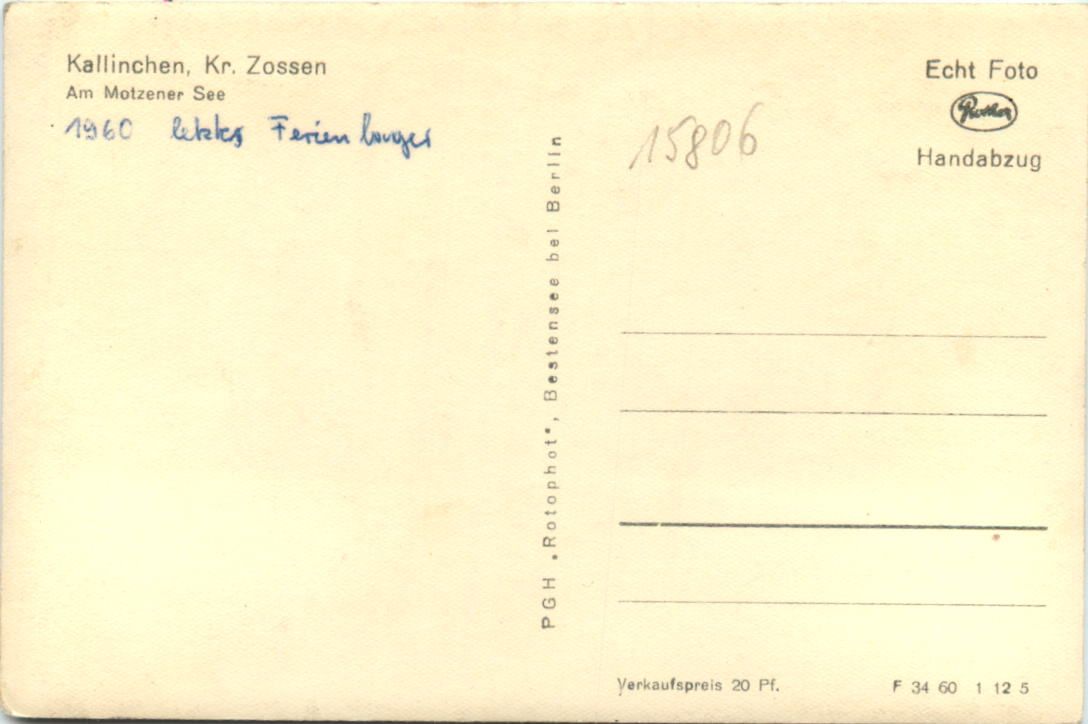 Kallinchen, Kr. Zossen
Am Motzener See
1960 letztes Ferienlager
PGH „Rotophot“, Bestensee bei Berlin
15806
Echt Foto
Handabzug
Verkaufspreis 20 Pf.
F 34 60 1 12 5